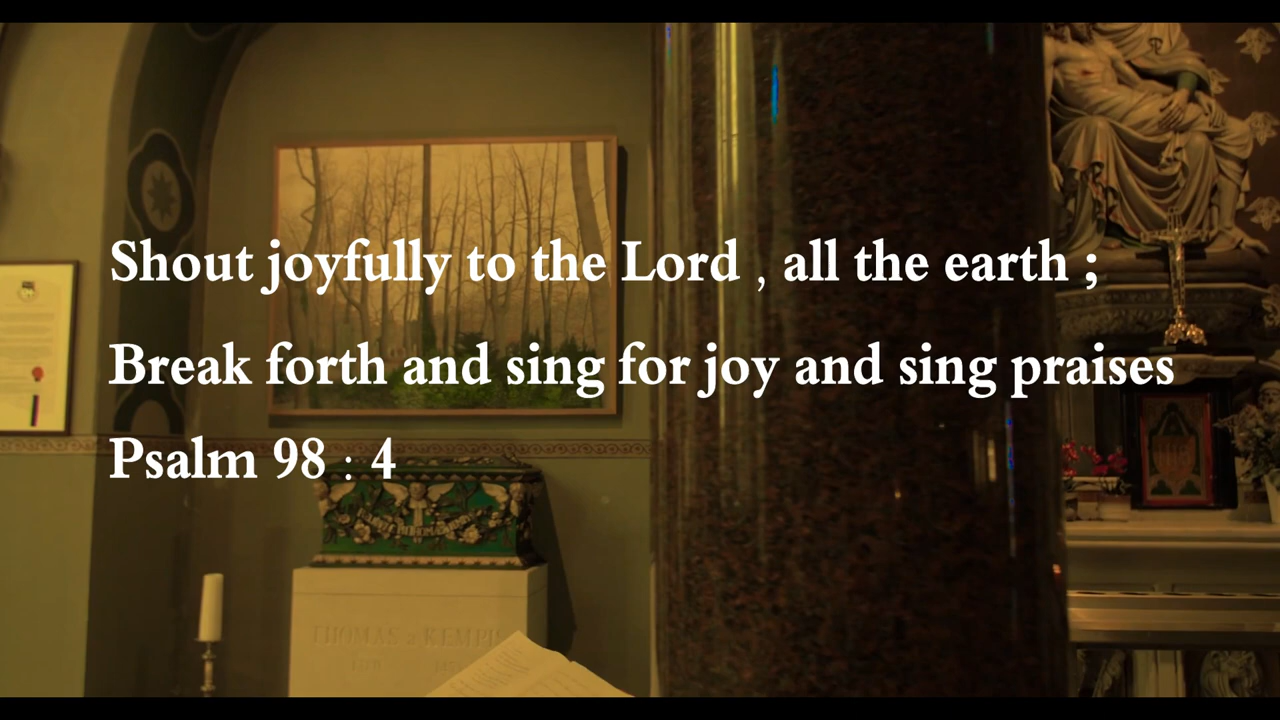 Shout joyfully to the Lord , all the earth ;
Break forth and sing for joy and sing praises
Psalm 98 : 4
THOMAS a KEMPIS